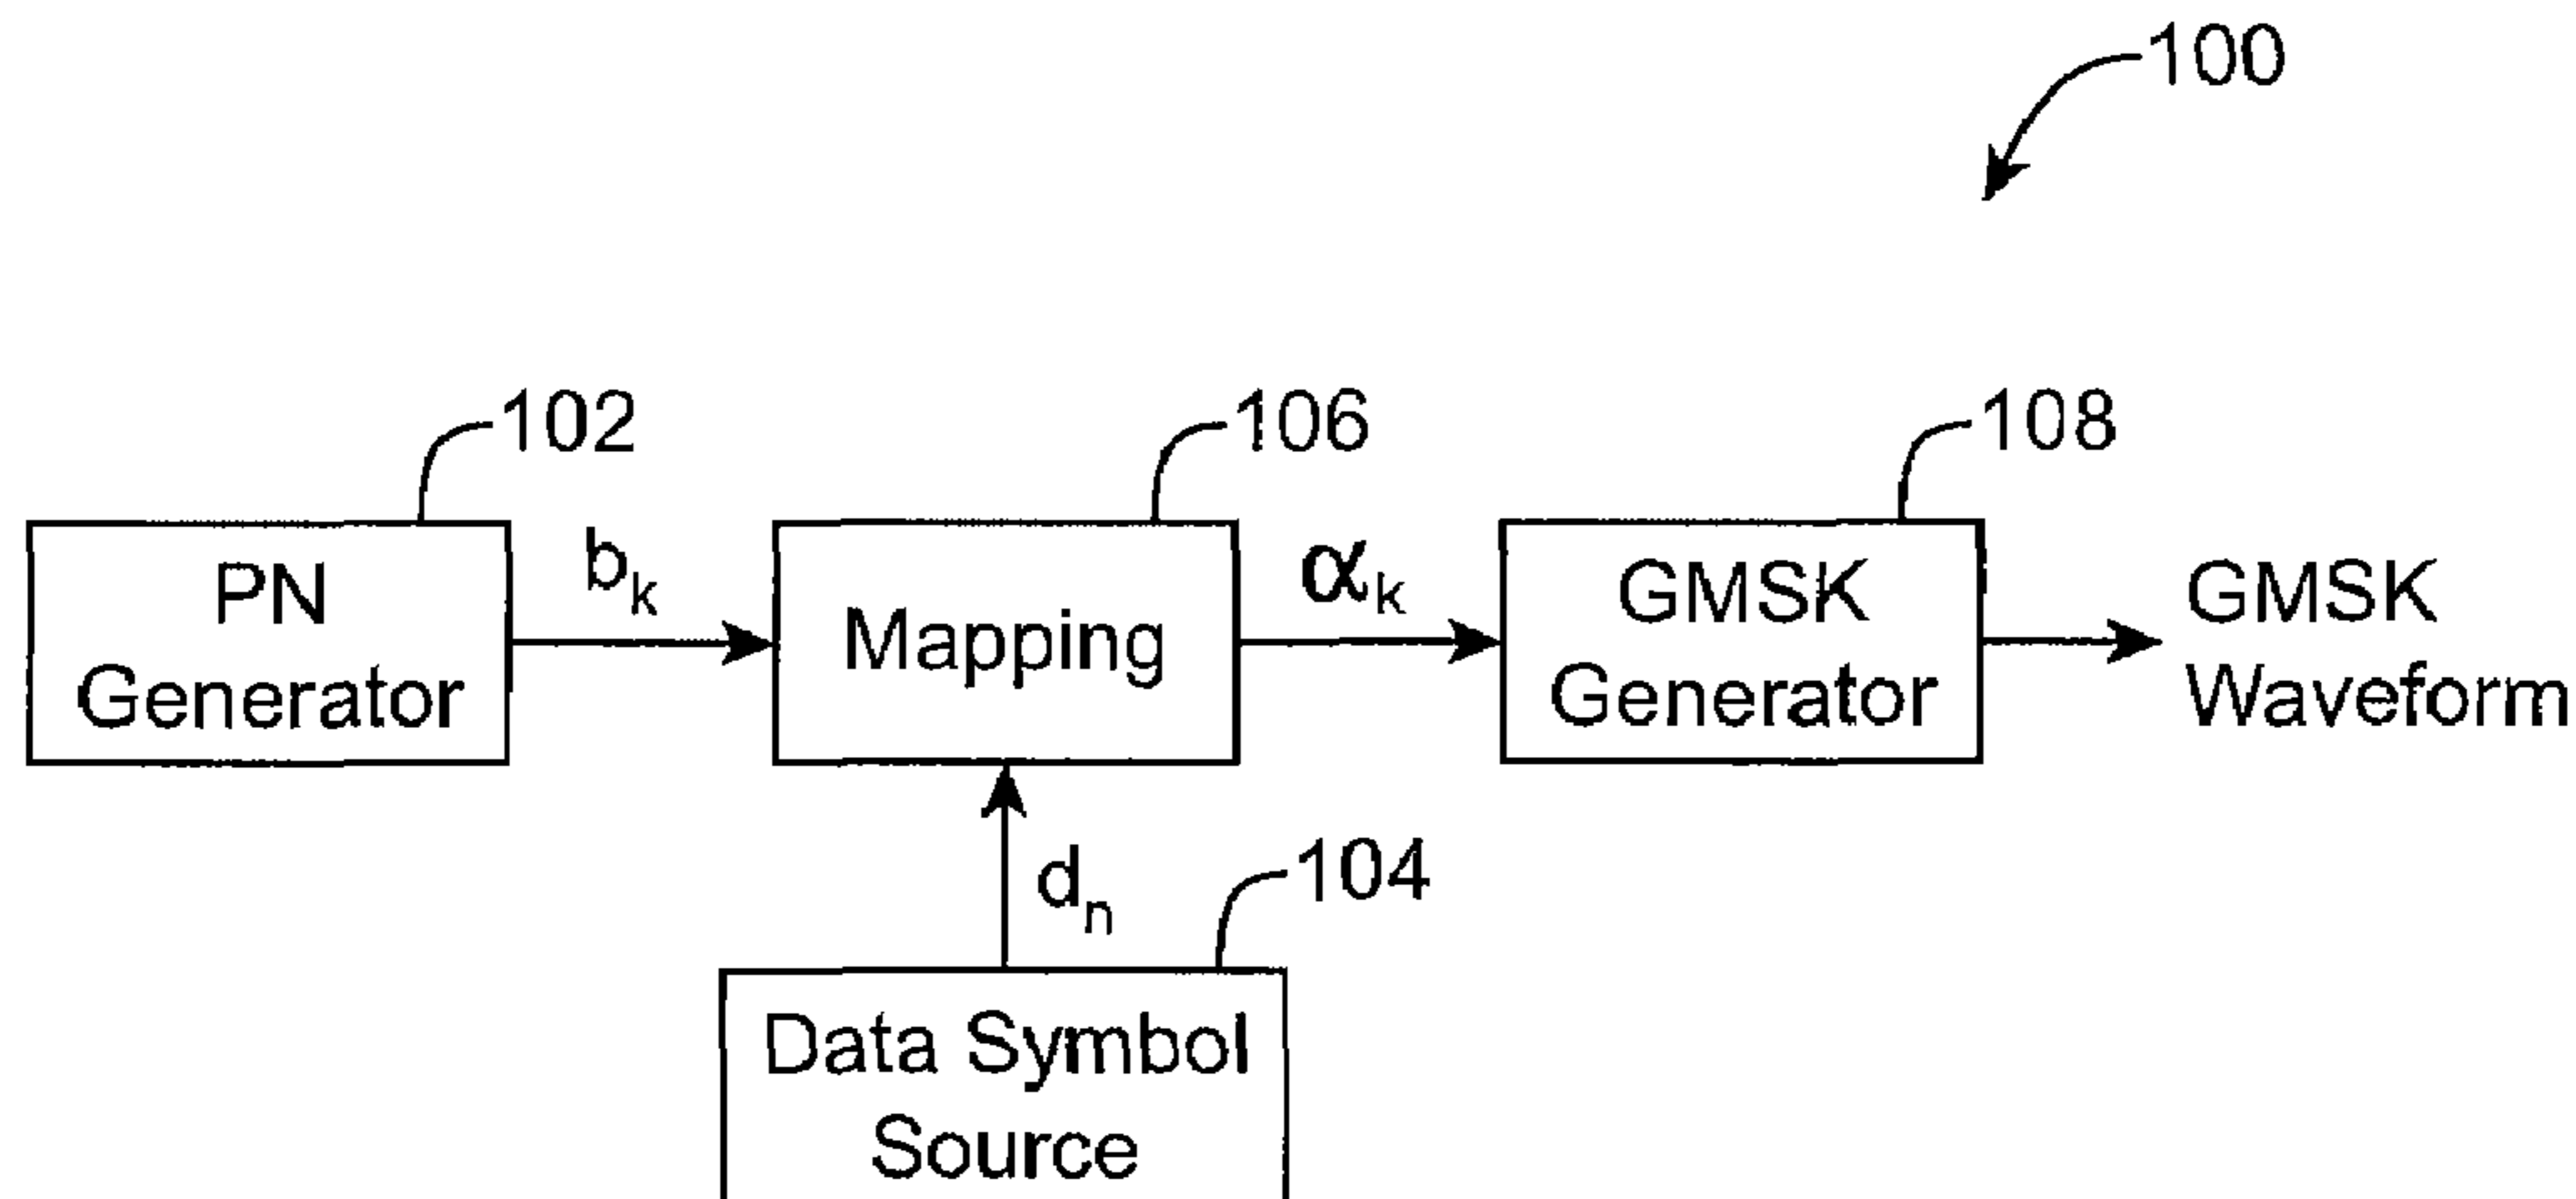 100
102
106
108
PN
Generator
b_k
Mapping
α_k
GMSK
Generator
GMSK
Waveform
d_n
104
Data Symbol
Source